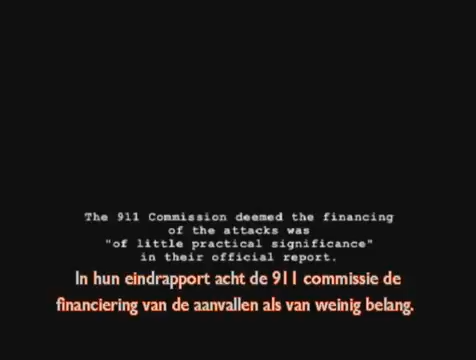 The 911 Commission deemed the financing
of the attacks was
"of little practical significance"
in their official report.
In hun eindrapport acht de 911 commissie de
financiering van de aanvallen als van weinig belang.